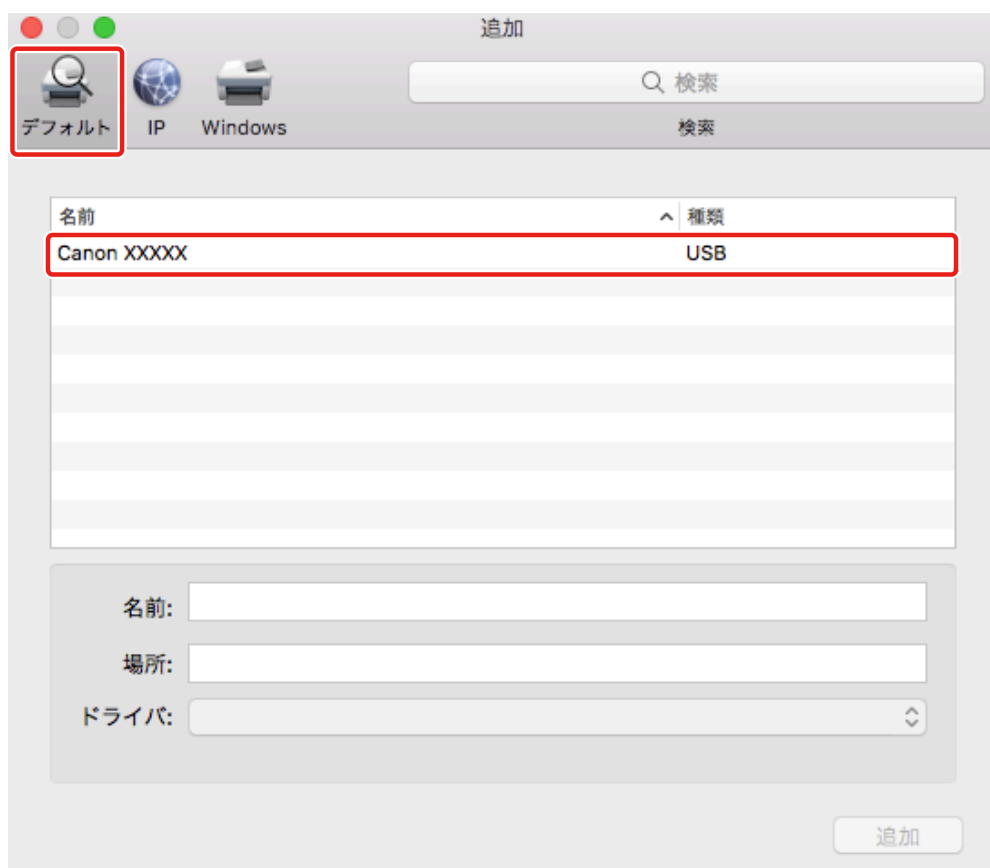 追加
デフォルト IP Windows
検索
検索
名前 種類
Canon XXXXX USB
名前:
場所:
ドライバ:
追加